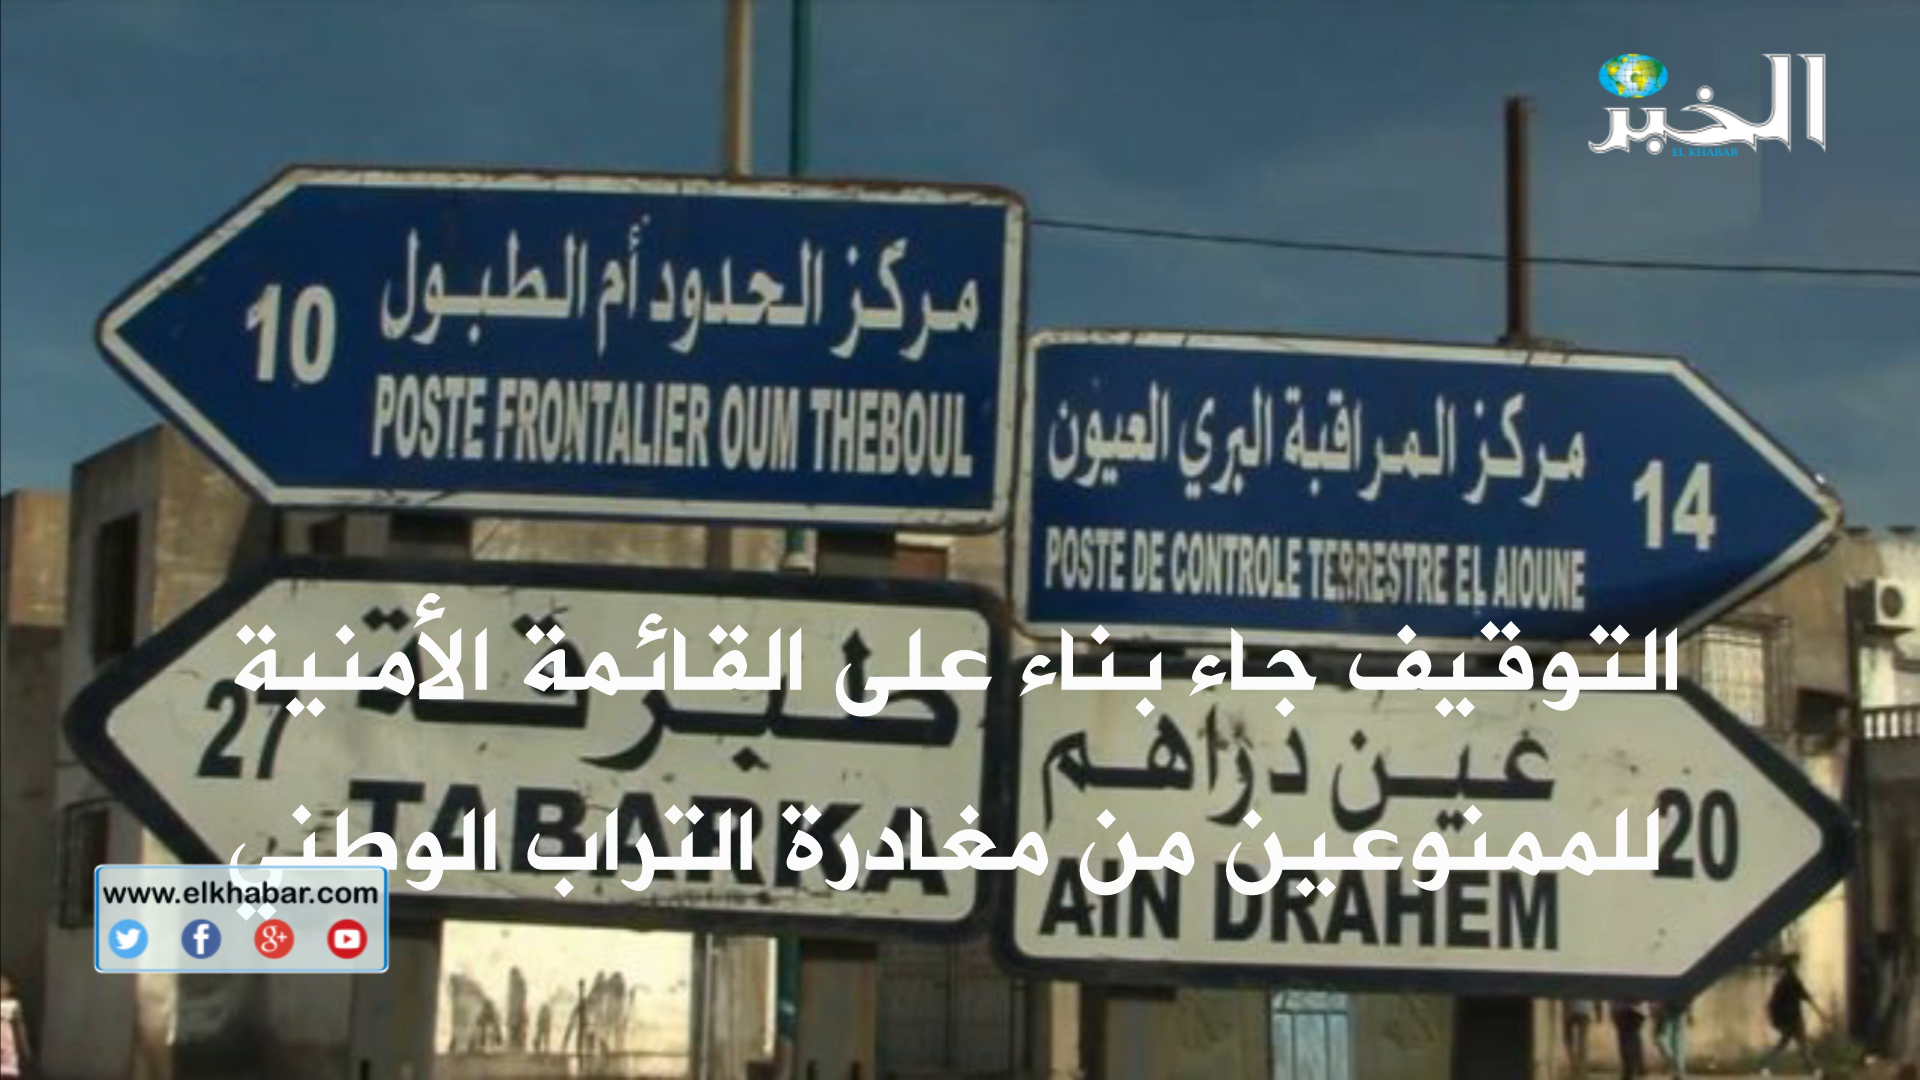 الخبر
EL KHABAR
مركز الحدود أم الطبول
10
POSTE FRONTALIER OUM THEBOUL
مركز المراقبة البري العيون
14
POSTE DE CONTROLE TERRESTRE EL AIOUNE
طبرقة
27
TABARKA
عين دراهم
20
AIN DRAHEM
التوقيف جاء بناء على القائمة الأمنية
للممنوعين من مغادرة التراب الوطني
www.elkhabar.com